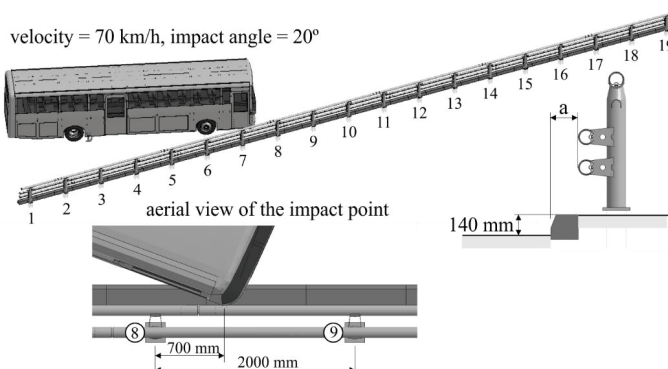 velocity = 70 km/h, impact angle = 20º
1 2 3 4 5 6 7 8 9 10 11 12 13 14 15 16 17 18 19
a
140 mm
aerial view of the impact point
8 9
700 mm
2000 mm